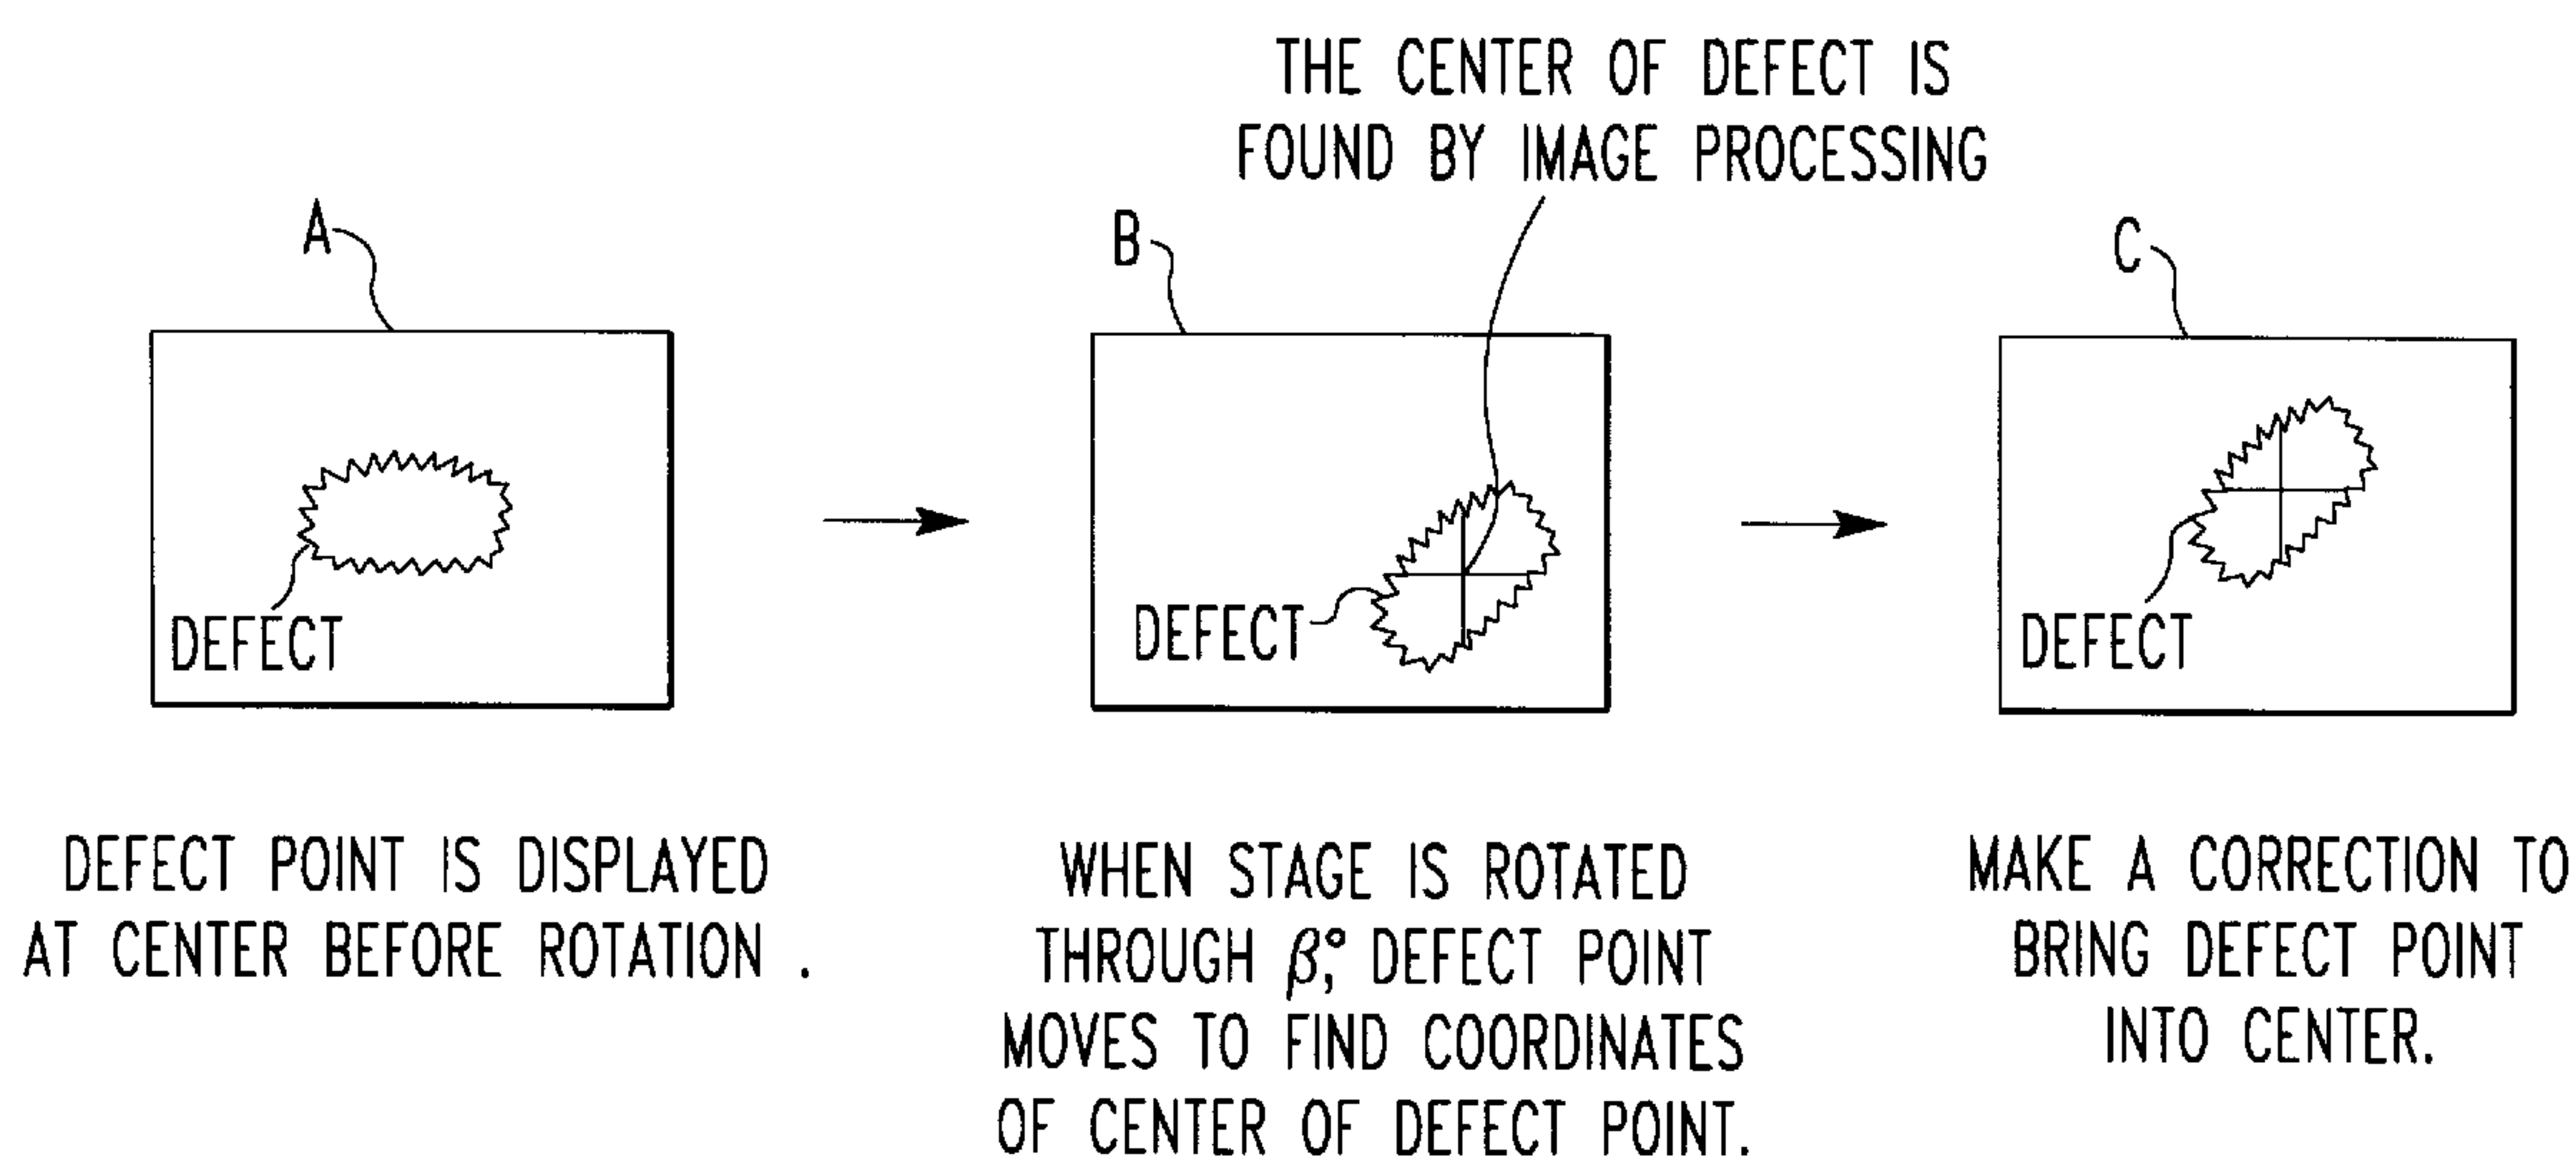 THE CENTER OF DEFECT IS
FOUND BY IMAGE PROCESSING
A
B
C
DEFECT
DEFECT
DEFECT
DEFECT POINT IS DISPLAYED
AT CENTER BEFORE ROTATION .
WHEN STAGE IS ROTATED
THROUGH β°, DEFECT POINT
MOVES TO FIND COORDINATES
OF CENTER OF DEFECT POINT.
MAKE A CORRECTION TO
BRING DEFECT POINT
INTO CENTER.